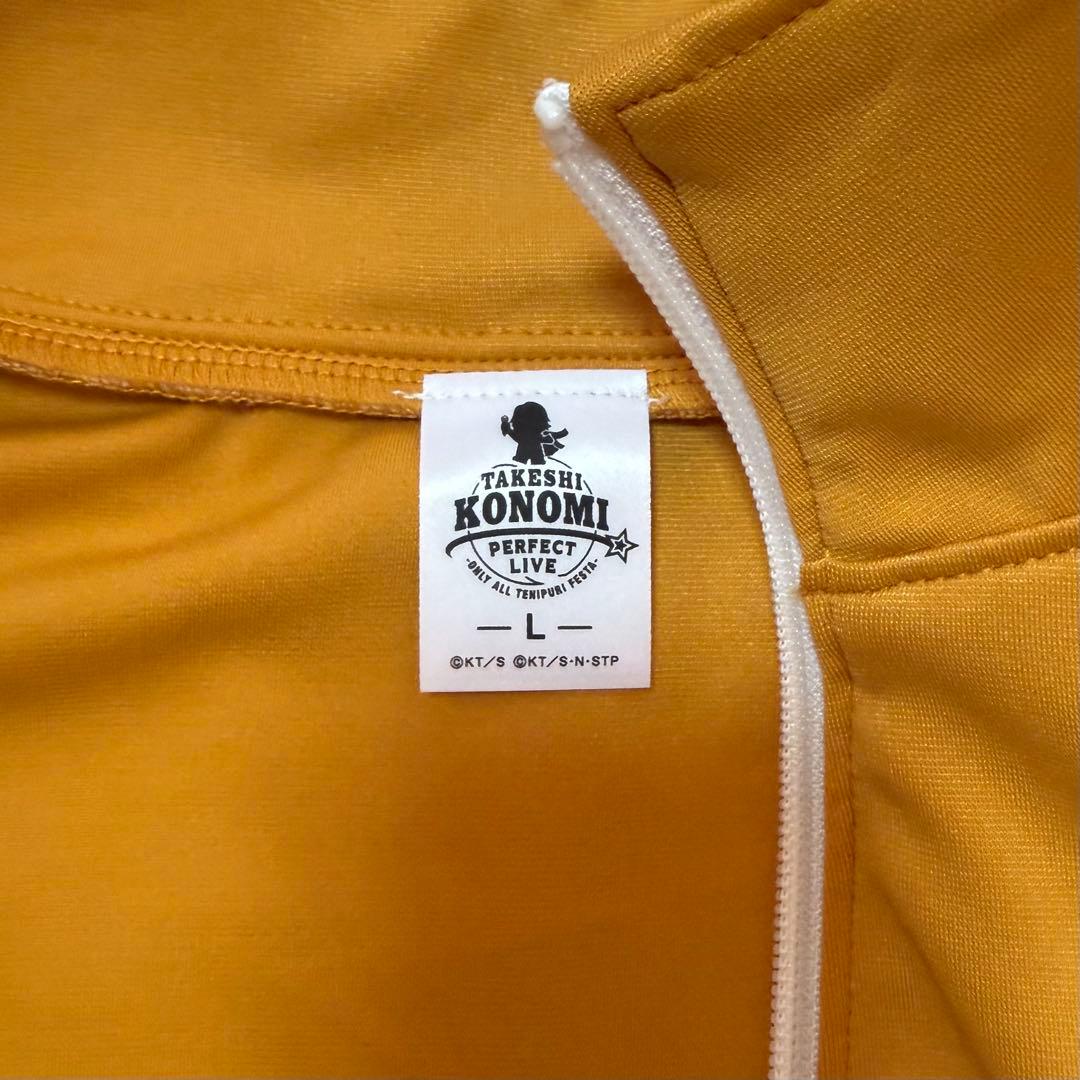 TAKESHI
KONOMI
PERFECT
LIVE
-ONLY ALL TENIPURI FESTA-
— L —
©KT/S ©KT/S・N・STP